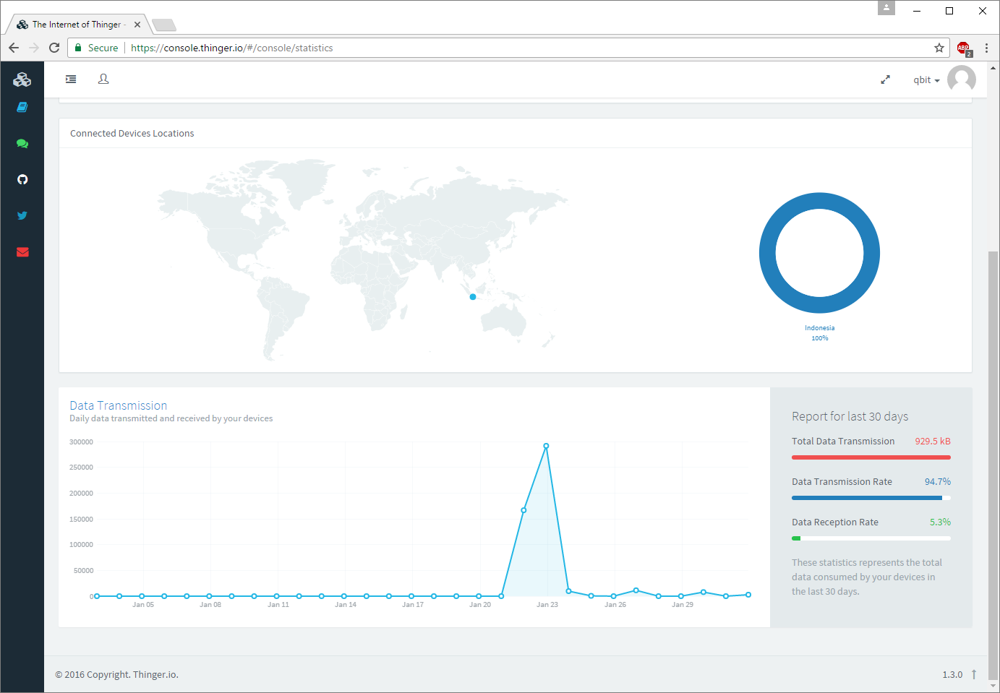 The Internet of Thinger -
Secure
https://console.thinger.io/#/console/statistics
ABP
2
qbit
Connected Devices Locations
Indonesia
100%
Data Transmission
Daily data transmitted and received by your devices
300000
250000
200000
150000
100000
50000
0
Jan 05 Jan 08 Jan 11 Jan 14 Jan 17 Jan 20 Jan 23 Jan 26 Jan 29
Report for last 30 days
Total Data Transmission 929.5 kB
Data Transmission Rate 94.7%
Data Reception Rate 5.3%
These statistics represents the total
data consumed by your devices in
the last 30 days.
© 2016 Copyright. Thinger.io.
1.3.0